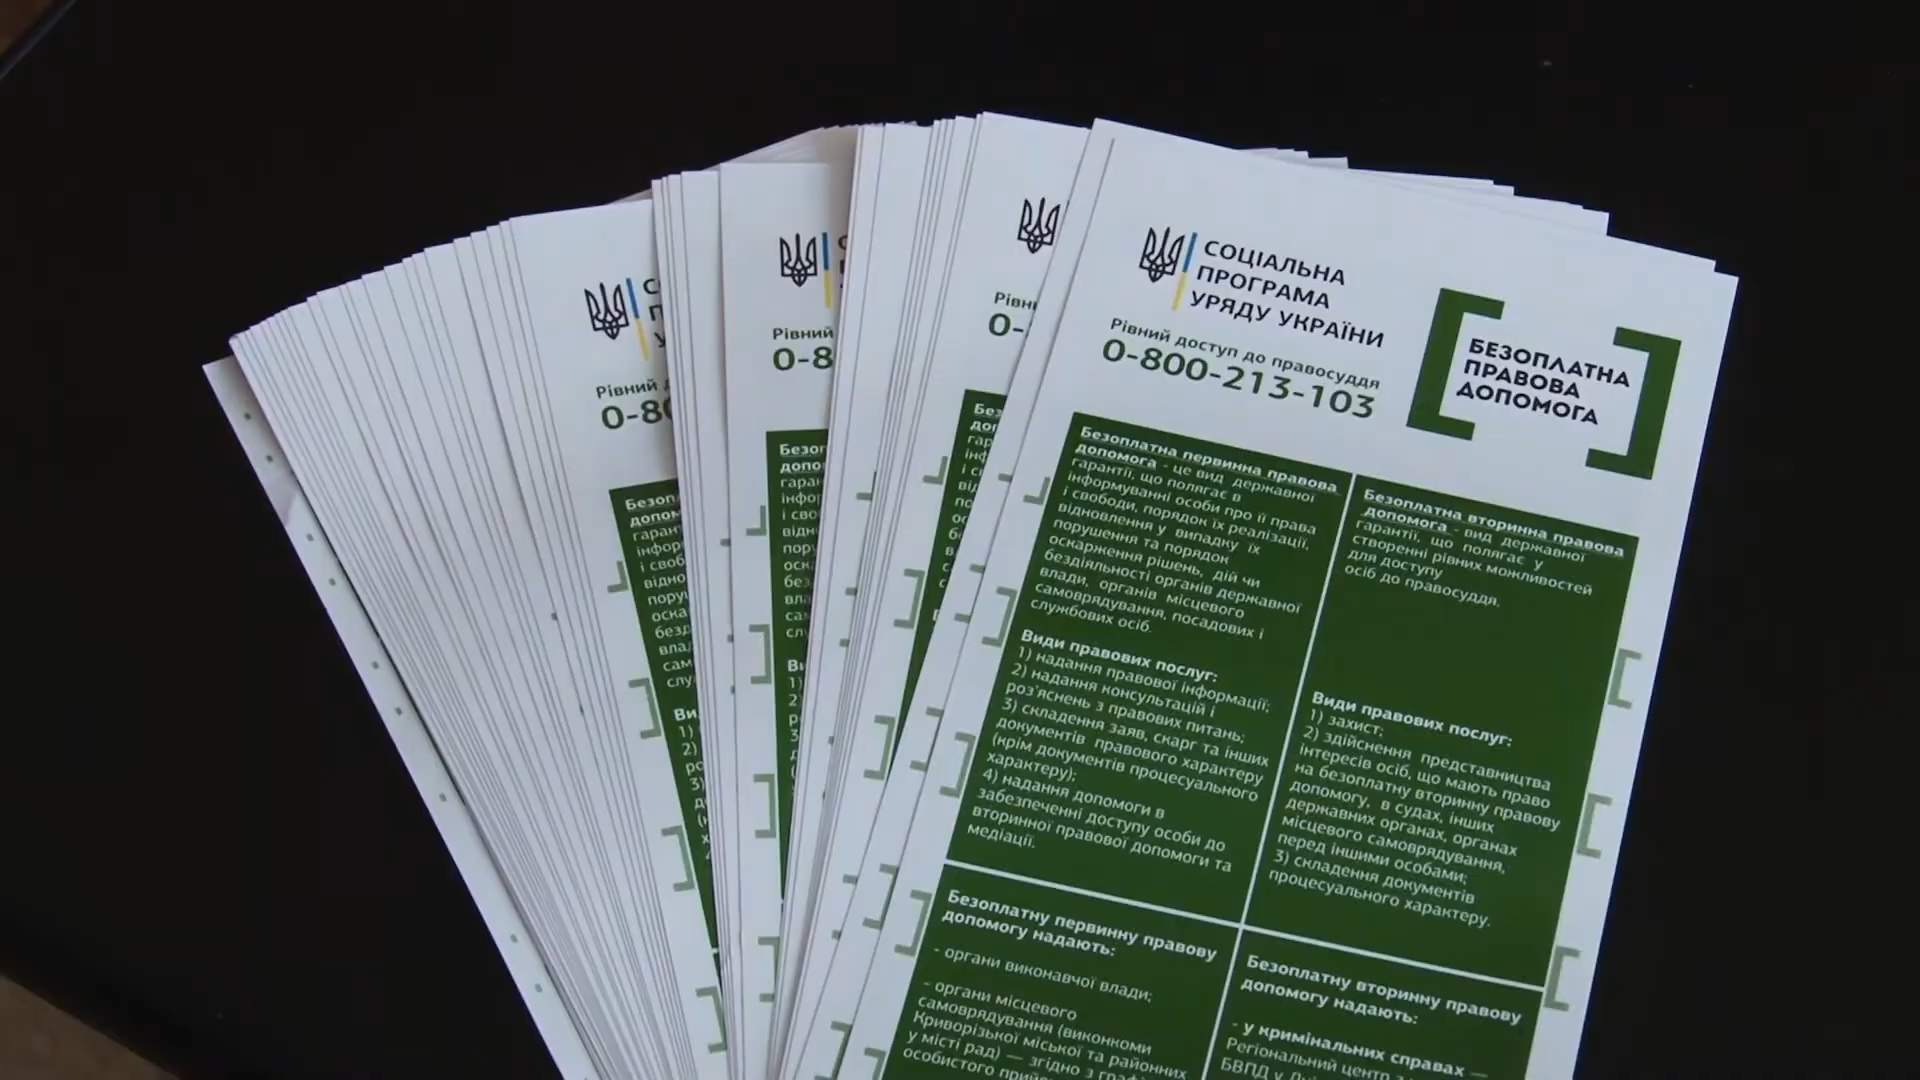 СОЦІАЛЬНА
ПРОГРАМА
УРЯДУ УКРАЇНИ
Рівний доступ до правосуддя
0-800-213-103
БЕЗОПЛАТНА
ПРАВОВА
ДОПОМОГА
Безоплатна первинна правова
допомога - це вид державної
гарантії, що полягає в
інформуванні особи про її права
і свободи, порядок їх реалізації,
відновлення у випадку їх
порушення та порядок
оскарження рішень, дій чи
бездіяльності органів державної
влади, органів місцевого
самоврядування, посадових і
службових осіб.
Види правових послуг:
1) надання правової інформації;
2) надання консультацій і
роз'яснень з правових питань;
3) складення заяв, скарг та інших
документів правового характеру
(крім документів процесуального
характеру);
4) надання допомоги в
забезпеченні доступу особи до
вторинної правової допомоги та
медіації.
Безоплатна вторинна правова
допомога - вид державної
гарантії, що полягає у
створенні рівних можливостей
для доступу
осіб до правосуддя.
Види правових послуг:
1) захист;
2) здійснення представництва
інтересів осіб, що мають право
на безоплатну вторинну правову
допомогу, в судах, інших
державних органах, органах
місцевого самоврядування,
перед іншими особами;
3) складення документів
процесуального характеру.
Безоплатну первинну правову
допомогу надають:
- органи виконавчої влади;
- органи місцевого
самоврядування (виконкоми
Криворізької міської та районних
у місті рад) — згідно з
особистого
Безоплатну вторинну правову
допомогу надають:
- у кримінальних справах —
Регіональний центр з
БВПД у
Рівний
0-8
Рівний
0-8